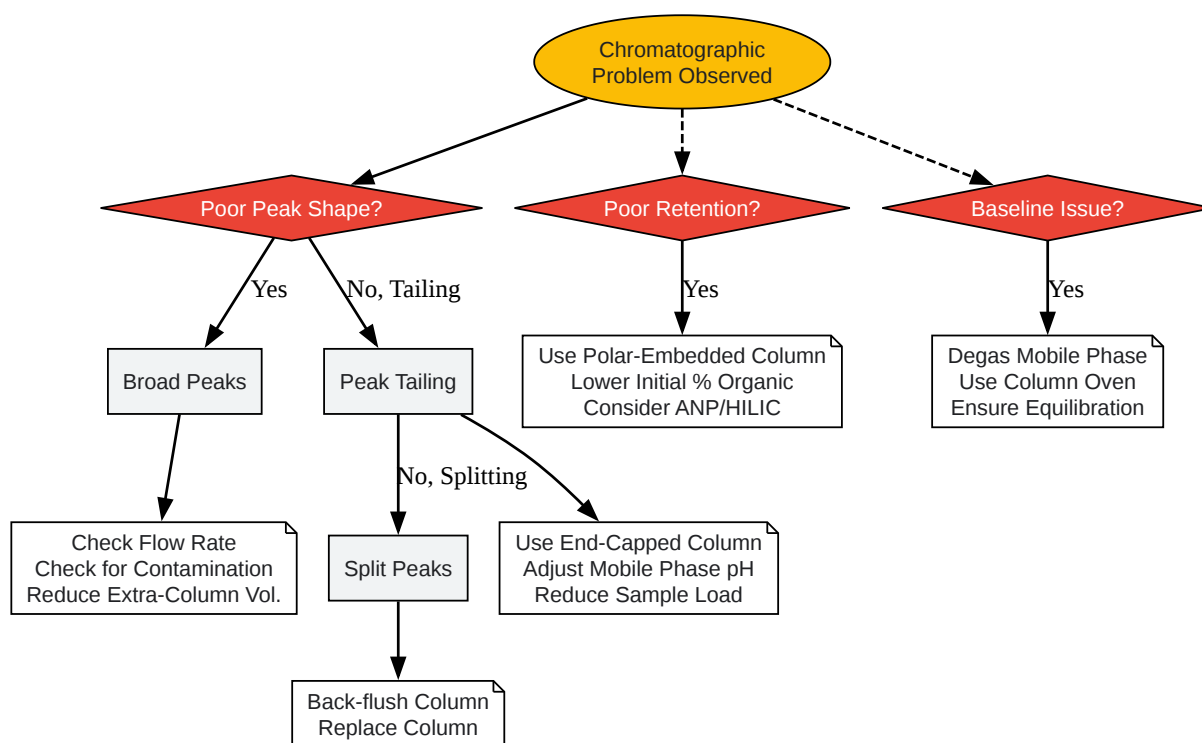 Chromatographic
Problem Observed
Poor Peak Shape?
Poor Retention?
Baseline Issue?
Yes
No, Tailing
Yes
Yes
Broad Peaks
Peak Tailing
Use Polar-Embedded Column
Lower Initial % Organic
Consider ANP/HILIC
Degas Mobile Phase
Use Column Oven
Ensure Equilibration
No, Splitting
Check Flow Rate
Check for Contamination
Reduce Extra-Column Vol.
Split Peaks
Use End-Capped Column
Adjust Mobile Phase pH
Reduce Sample Load
Back-flush Column
Replace Column